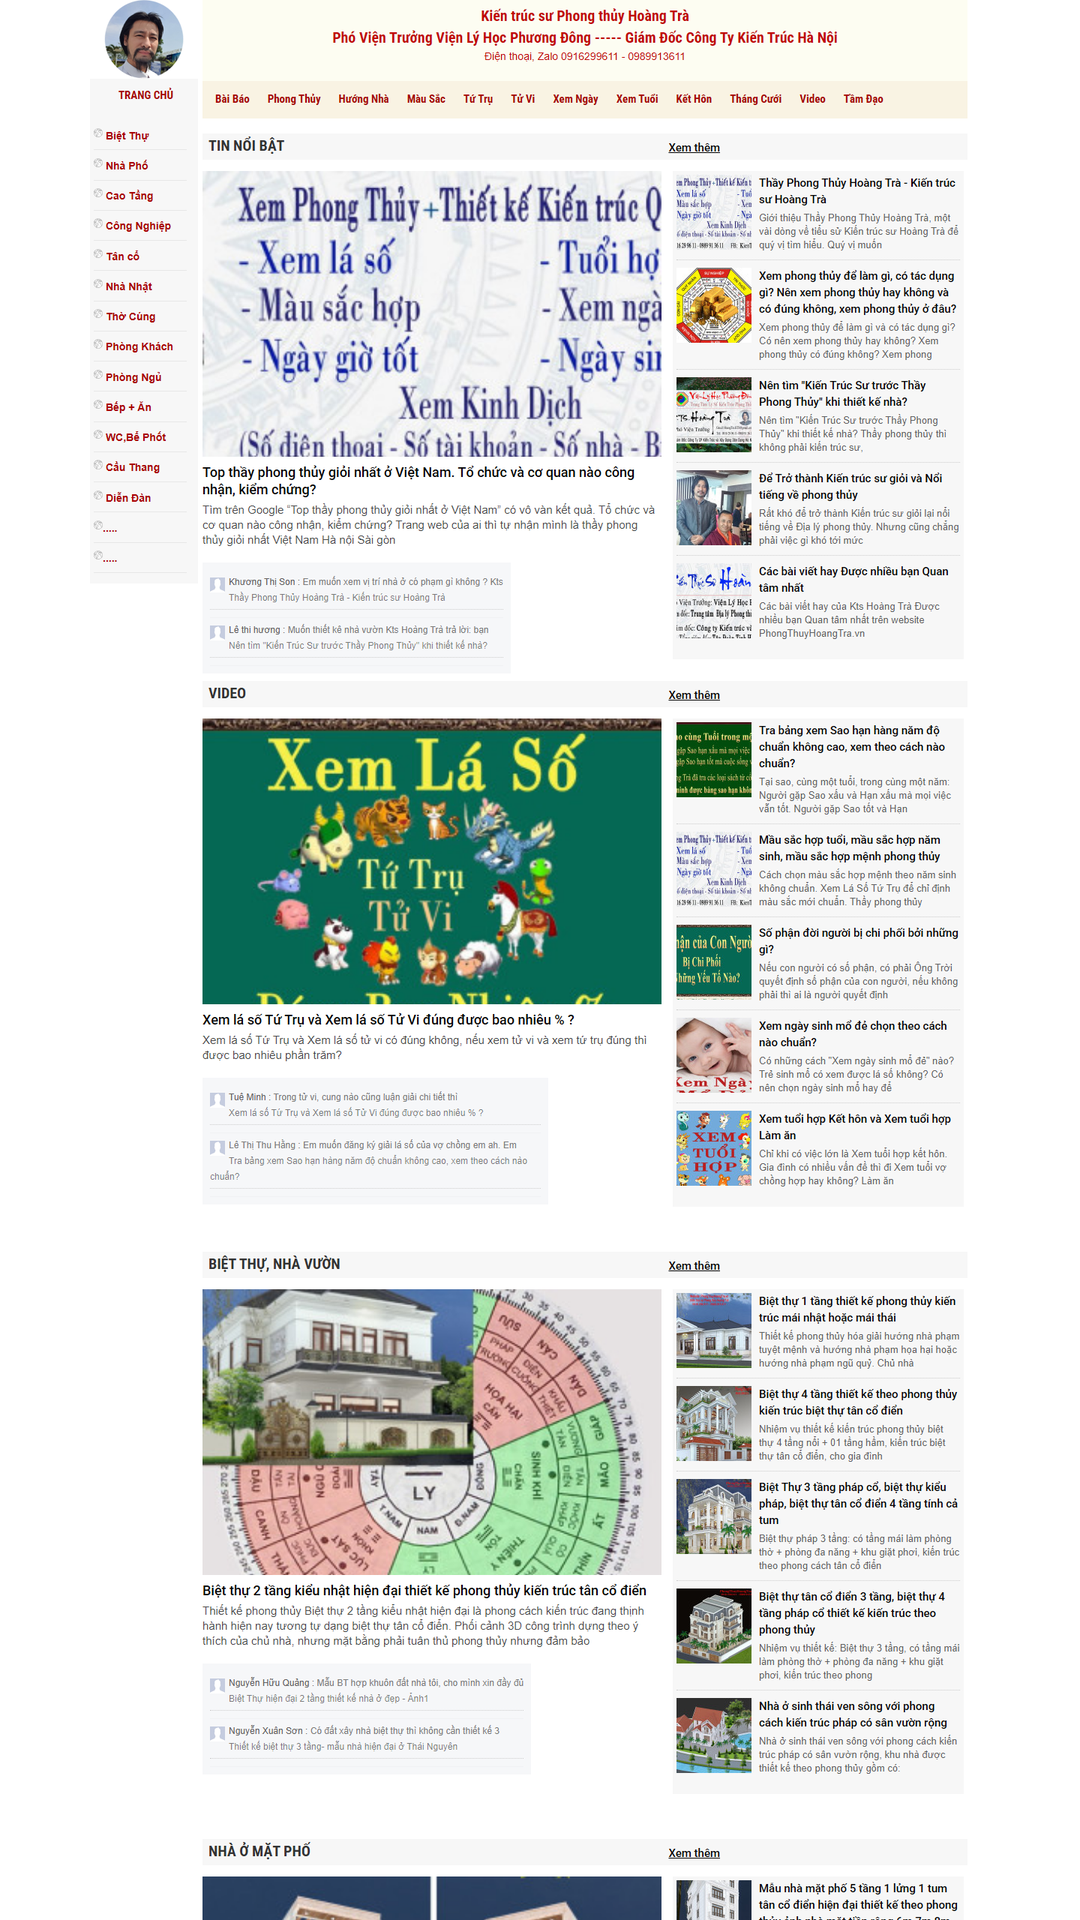 Kiến trúc sư Phong thủy Hoàng Trà
Phó Viện Trưởng Viện Lý Học Phương Đông ----- Giám Đốc Công Ty Kiến Trúc Hà Nội
Điện thoại, Zalo 0916299611 - 0989913611
TRANG CHỦ
Bài Báo Phong Thủy Hướng Nhà Màu Sắc Tứ Trụ Tử Vi Xem Ngày Xem Tuổi Kết Hôn Tháng Cưới Video Tâm Đạo
Biệt Thự
Nhà Phố
Cao Tầng
Công Nghiệp
Tân cổ
Nhà Nhật
Thờ Cúng
Phòng Khách
Phòng Ngủ
Bếp + Ăn
WC,Bể Phốt
Cầu Thang
Diễn Đàn
.....
.....
TIN NỔI BẬT
Xem thêm
Xem Phong Thủy+Thiết kế Kiến trúc Q
- Xem lá số - Tuổi hợ
- Màu sắc hợp - Xem ngà
- Ngày giờ tốt - Ngày sin
Xem Kinh Dịch
(Số điện thoại - Số tài khoản - Số nhà - B
Top thầy phong thủy giỏi nhất ở Việt Nam. Tổ chức và cơ quan nào công
nhận, kiểm chứng?
Tìm trên Google “Top thầy phong thủy giỏi nhất ở Việt Nam” có vô vàn kết quả. Tổ chức và
cơ quan nào công nhận, kiểm chứng? Trang web của ai thì tự nhận mình là thầy phong
thủy giỏi nhất Việt Nam Hà nội Sài gòn
Khương Thị Son : Em muốn xem vị trí nhà ở có phạm gì không ? Kts
Thầy Phong Thủy Hoàng Trà - Kiến trúc sư Hoàng Trà
Lê thi hương : Muốn thiết kê nhà vườn Kts Hoàng Trà trả lời: bạn
Nên tìm "Kiến Trúc Sư trước Thầy Phong Thủy" khi thiết kế nhà?
Thầy Phong Thủy Hoàng Trà - Kiến trúc
sư Hoàng Trà
Giới thiệu Thầy Phong Thủy Hoàng Trà, một
vài dòng về tiểu sử Kiến trúc sư Hoàng Trà để
quý vị tìm hiểu. Quý vị muốn
Xem phong thủy để làm gì, có tác dụng
gì? Nên xem phong thủy hay không và
có đúng không, xem phong thủy ở đâu?
Xem phong thủy để làm gì và có tác dụng gì?
Có nên xem phong thủy hay không? Xem
phong thủy có đúng không? Xem phong
Nên tìm "Kiến Trúc Sư trước Thầy
Phong Thủy" khi thiết kế nhà?
Nên tìm "Kiến Trúc Sư trước Thầy Phong
Thủy" khi thiết kế nhà? Thầy phong thủy thì
không phải kiến trúc sư,
Để Trở thành Kiến trúc sư giỏi và Nổi
tiếng về phong thủy
Rất khó để trở thành Kiến trúc sư giỏi lại nổi
tiếng về Địa lý phong thủy. Nhưng cũng chẳng
phải việc gì khó tới mức
Các bài viết hay Được nhiều bạn Quan
tâm nhất
Các bài viết hay của Kts Hoàng Trà Được
nhiều bạn Quan tâm nhất trên website
PhongThuyHoangTra.vn
VIDEO
Xem thêm
Xem Lá Số
Tứ Trụ
Tử Vi
Xem lá số Tứ Trụ và Xem lá số Tử Vi đúng được bao nhiêu % ?
Xem lá số Tứ Trụ và Xem lá số tử vi có đúng không, nếu xem tử vi và xem tứ trụ đúng thì
được bao nhiêu phần trăm?
Tuệ Minh : Trong tử vi, cung nào cũng luận giải chi tiết thì
Xem lá số Tứ Trụ và Xem lá số Tử Vi đúng được bao nhiêu % ?
Lê Thị Thu Hằng : Em muốn đăng ký giải lá số của vợ chồng em ah. Em
Tra bảng xem Sao hạn hàng năm độ chuẩn không cao, xem theo cách nào
chuẩn?
Tra bảng xem Sao hạn hàng năm độ
chuẩn không cao, xem theo cách nào
chuẩn?
Tại sao, cùng một tuổi, trong cùng một năm:
Người gặp Sao xấu và Hạn xấu mà mọi việc
vẫn tốt. Người gặp Sao tốt và Hạn
Mầu sắc hợp tuổi, mầu sắc hợp năm
sinh, mầu sắc hợp mệnh phong thủy
Cách chọn màu sắc hợp mệnh theo năm sinh
không chuẩn. Xem Lá Số Tứ Trụ để chỉ định
màu sắc mới chuẩn. Thầy phong thủy
Số phận đời người bị chi phối bởi những
gì?
Nếu con người có số phận, có phải Ông Trời
quyết định số phận của con người, nếu không
phải thì ai là người quyết định
Xem ngày sinh mổ đẻ chọn theo cách
nào chuẩn?
Có những cách "Xem ngày sinh mổ đẻ" nào?
Trẻ sinh mổ có xem được lá số không? Có
nên chọn ngày sinh mổ hay để
XEM
TUỔI
HỢP
Xem tuổi hợp Kết hôn và Xem tuổi hợp
Làm ăn
Chỉ khi có việc lớn là Xem tuổi hợp kết hôn.
Gia đình có nhiều vấn đề thì đi Xem tuổi vợ
chồng hợp hay không? Làm ăn
BIỆT THỰ, NHÀ VƯỜN
Xem thêm
LY
NAM
Biệt thự 2 tầng kiểu nhật hiện đại thiết kế phong thủy kiến trúc tân cổ điển
Thiết kế phong thủy Biệt thự 2 tầng kiểu nhật hiện đại là phong cách kiến trúc đang thịnh
hành hiện nay tương tự dạng biệt thự tân cổ điển. Phối cảnh 3D công trình dựng theo ý
thích của chủ nhà, nhưng mặt bằng phải tuân thủ phong thủy nhưng đảm bảo
Nguyễn Hữu Quảng : Mẫu BT hợp khuôn đất nhà tôi, cho mình xin đầy đủ
Biệt Thự hiện đại 2 tầng thiết kế nhà ở đẹp - Ảnh1
Nguyễn Xuân Sơn : Có đất xây nhà biệt thự thì không cần thiết kế 3
Thiết kế biệt thự 3 tầng- mẫu nhà hiện đại ở Thái Nguyên
Biệt thự 1 tầng thiết kế phong thủy kiến
trúc mái nhật hoặc mái thái
Thiết kế phong thủy hóa giải hướng nhà phạm
tuyệt mệnh và hướng nhà phạm họa hại hoặc
hướng nhà phạm ngũ quỷ. Chủ nhà
Biệt thự 4 tầng thiết kế theo phong thủy
kiến trúc biệt thự tân cổ điển
Nhiệm vụ thiết kế kiến trúc phong thủy biệt
thự 4 tầng nổi + 01 tầng hầm, kiến trúc biệt
thự tân cổ điển, cho gia đình
Biệt Thự 3 tầng pháp cổ, biệt thự kiểu
pháp, biệt thự tân cổ điển 4 tầng tính cả
tum
Biệt thự pháp 3 tầng: có tầng mái làm phòng
thờ + phòng đa năng + khu giặt phơi, kiến trúc
theo phong cách tân cổ điển
Biệt thự tân cổ điển 3 tầng, biệt thự 4
tầng pháp cổ thiết kế kiến trúc theo
phong thủy
Nhiệm vụ thiết kế: Biệt thự 3 tầng, có tầng mái
làm phòng thờ + phòng đa năng + khu giặt
phơi, kiến trúc theo phong
Nhà ở sinh thái ven sông với phong
cách kiến trúc pháp có sân vườn rộng
Nhà ở sinh thái ven sông với phong cách kiến
trúc pháp có sân vườn rộng, khu nhà được
thiết kế theo phong thủy gồm có:
NHÀ Ở MẶT PHỐ
Xem thêm
Mẫu nhà mặt phố 5 tầng 1 lửng 1 tum
tân cổ điển hiện đại thiết kế theo phong